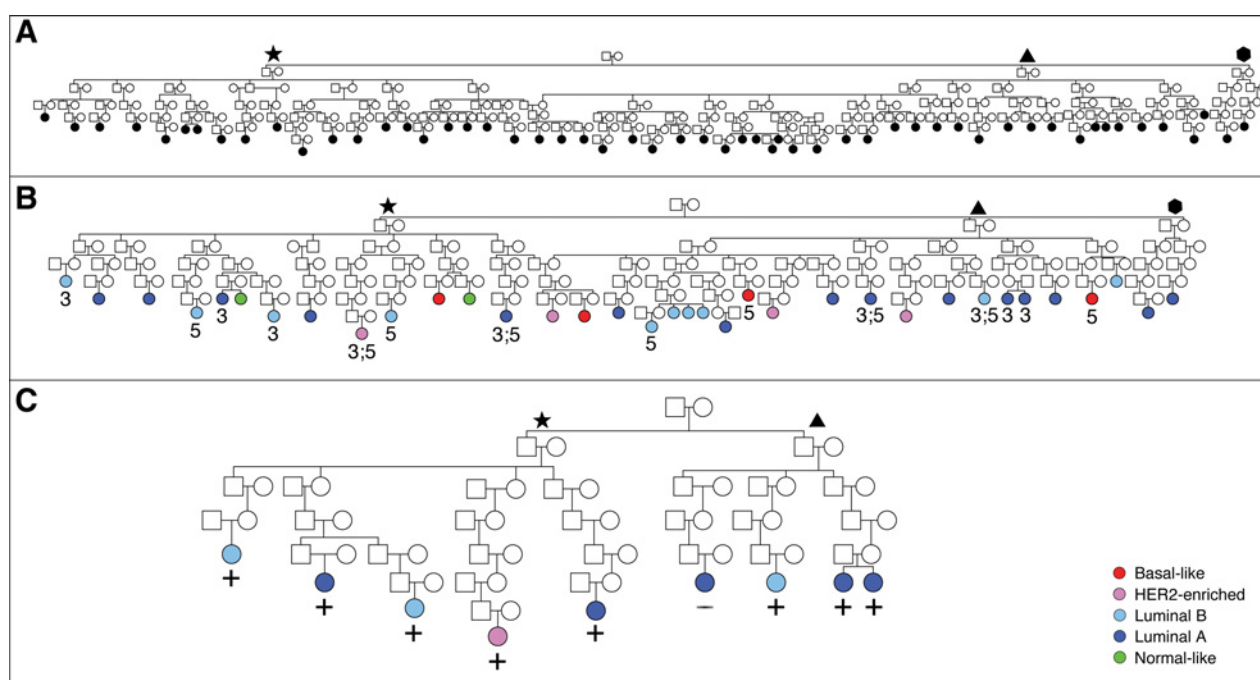 A
B
3
3 5 3;5 3;5 3 3 5
5 5 3;5
3 5
3;5
C
+
+ − + + +
+ +
+
Basal-like
HER2-enriched
Luminal B
Luminal A
Normal-like